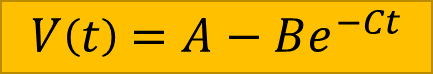 V(t) = A − Be^{−Ct}